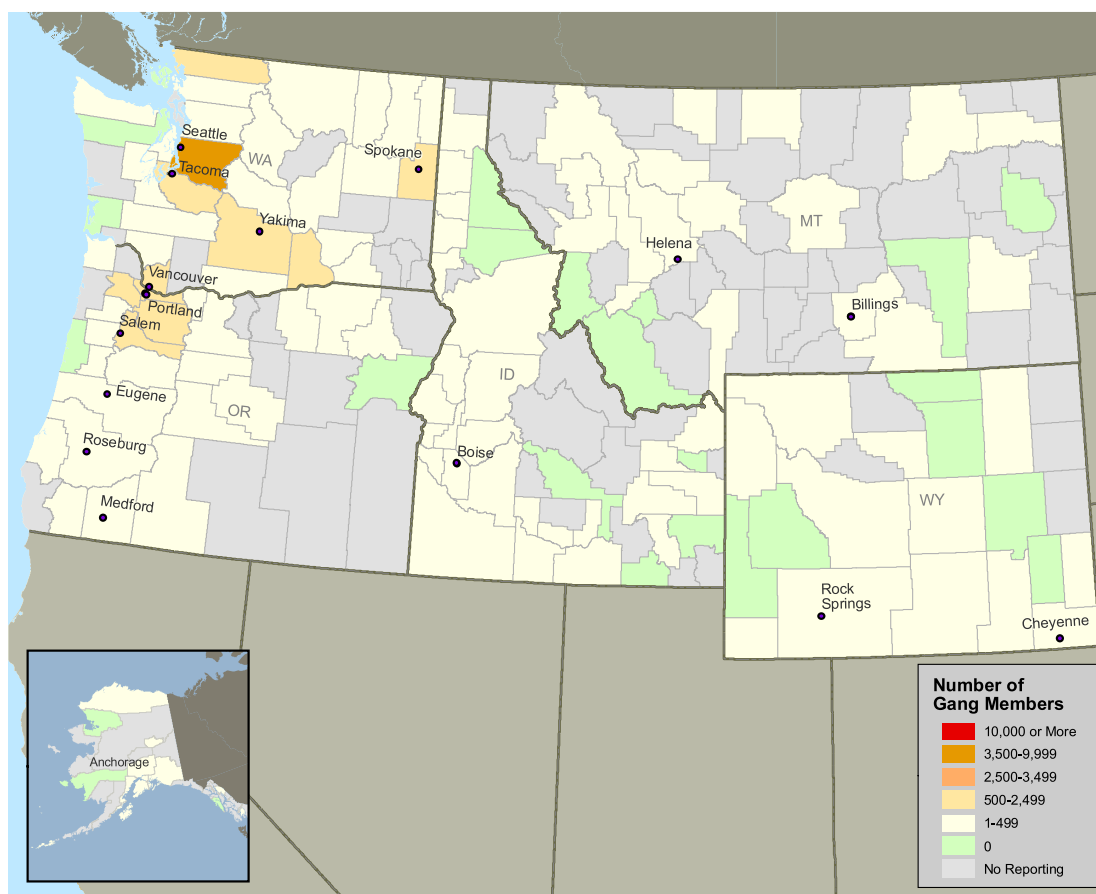 Seattle
WA
Spokane
Tacoma
Yakima
MT
Helena
Vancouver
Portland
Billings
Salem
ID
Eugene
OR
Roseburg
Boise
WY
Medford
Rock
Springs
Cheyenne
Anchorage
Number of
Gang Members
10,000 or More
3,500-9,999
2,500-3,499
500-2,499
1-499
0
No Reporting